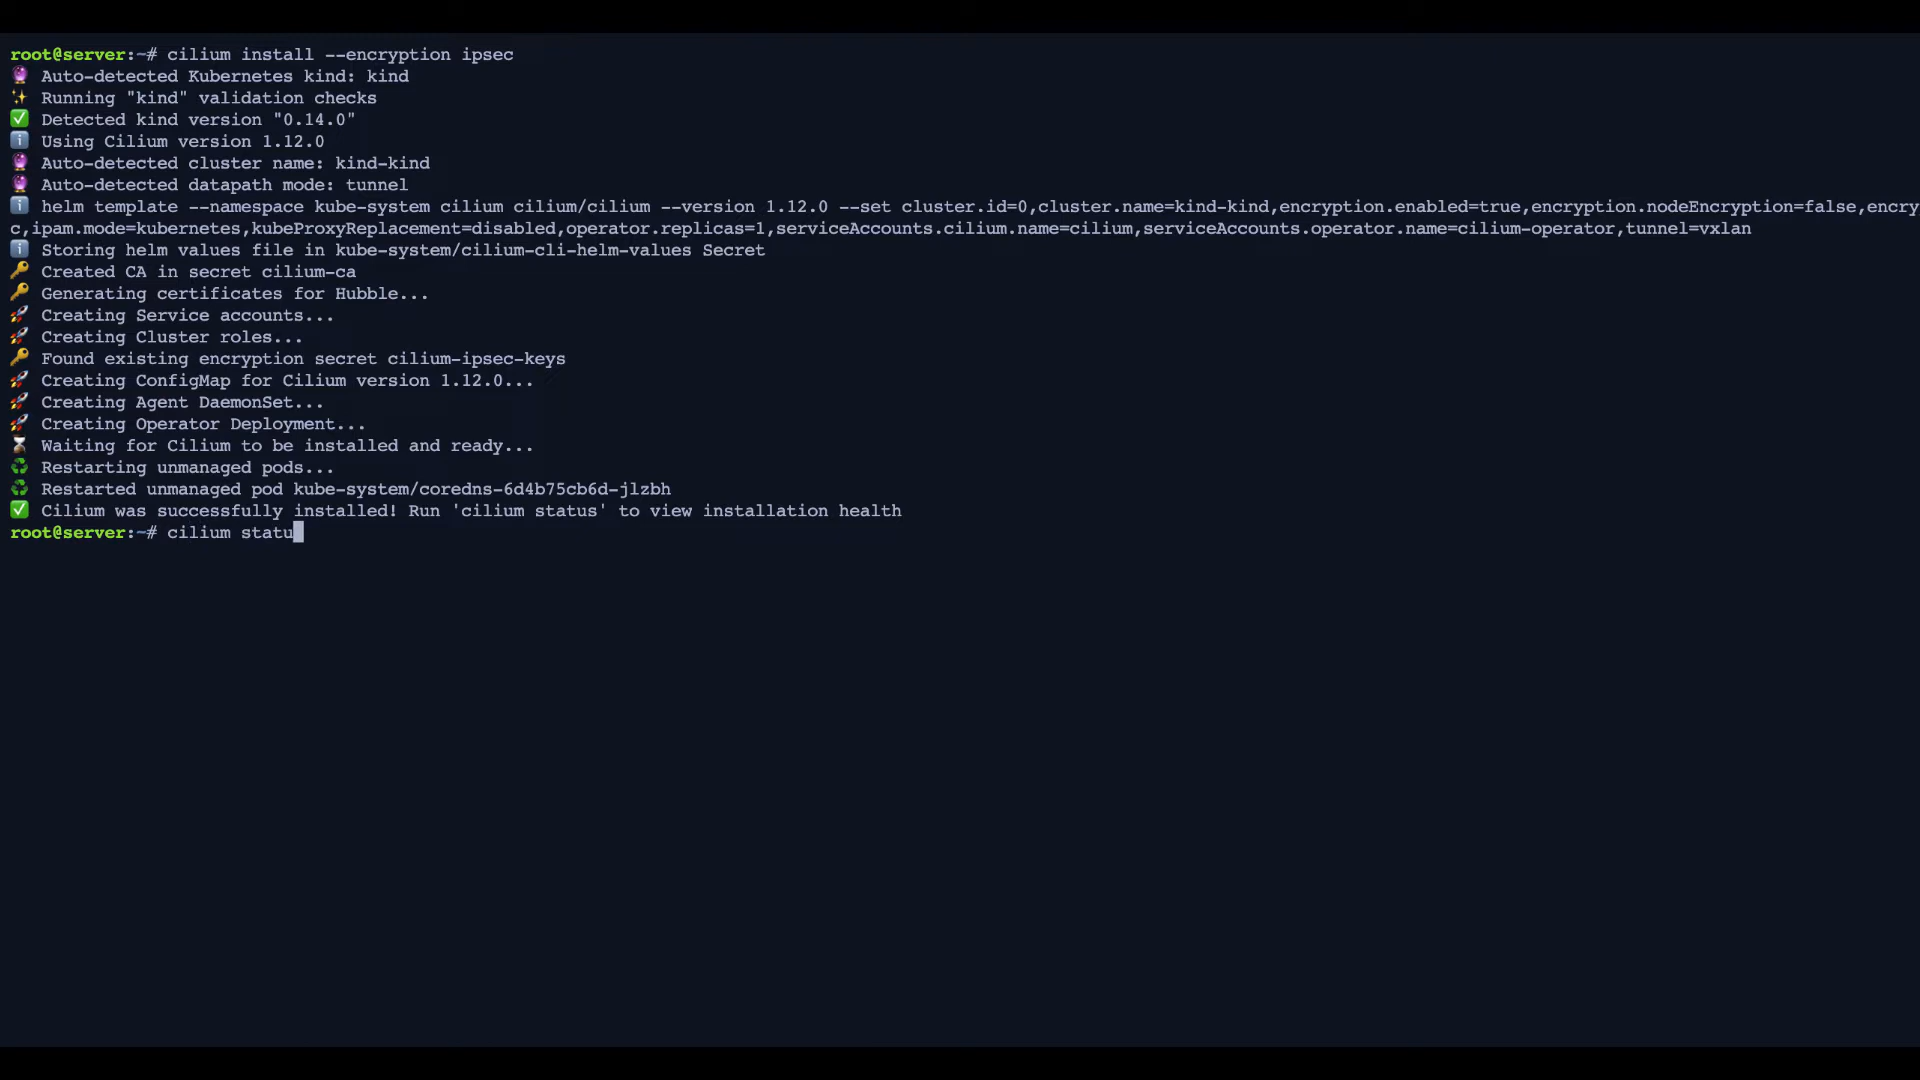 root@server:~# cilium install --encryption ipsec
🔮 Auto-detected Kubernetes kind: kind
✨ Running "kind" validation checks
✅ Detected kind version "0.14.0"
ℹ️ Using Cilium version 1.12.0
🔮 Auto-detected cluster name: kind-kind
🔮 Auto-detected datapath mode: tunnel
ℹ️ helm template --namespace kube-system cilium cilium/cilium --version 1.12.0 --set cluster.id=0,cluster.name=kind-kind,encryption.enabled=true,encryption.nodeEncryption=false,encry
c,ipam.mode=kubernetes,kubeProxyReplacement=disabled,operator.replicas=1,serviceAccounts.cilium.name=cilium,serviceAccounts.operator.name=cilium-operator,tunnel=vxlan
ℹ️ Storing helm values file in kube-system/cilium-cli-helm-values Secret
🔑 Created CA in secret cilium-ca
🔑 Generating certificates for Hubble...
🚀 Creating Service accounts...
🚀 Creating Cluster roles...
🔑 Found existing encryption secret cilium-ipsec-keys
🚀 Creating ConfigMap for Cilium version 1.12.0...
🚀 Creating Agent DaemonSet...
🚀 Creating Operator Deployment...
⌛ Waiting for Cilium to be installed and ready...
♻️ Restarting unmanaged pods...
♻️ Restarted unmanaged pod kube-system/coredns-6d4b75cb6d-jlzbh
✅ Cilium was successfully installed! Run 'cilium status' to view installation health
root@server:~# cilium statu